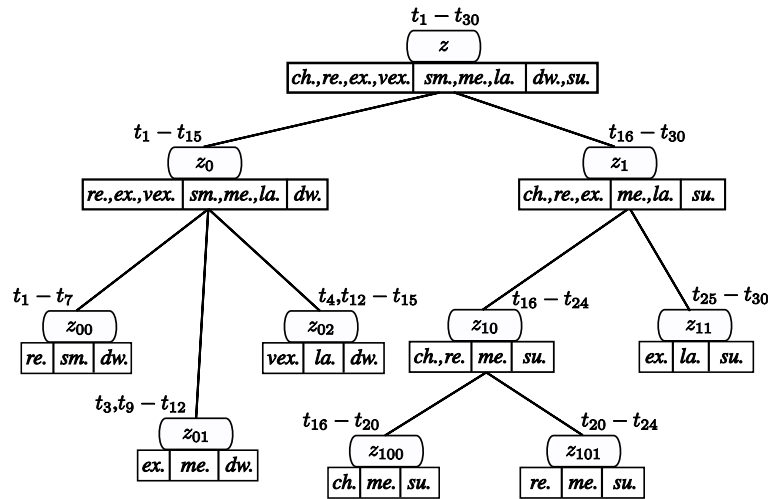 t₁ − t₃₀
z
ch.,re.,ex.,vex. sm.,me.,la. dw.,su.
t₁ − t₁₅ t₁₆ − t₃₀
z₀ z₁
re.,ex.,vex. sm.,me.,la. dw. ch.,re.,ex. me.,la. su.
t₁ − t₇ t₄,t₁₂ − t₁₅ t₁₆ − t₂₄ t₂₅ − t₃₀
z₀₀ z₀₂ z₁₀ z₁₁
re. sm. dw. vex. la. dw. ch.,re. me. su. ex. la. su.
t₃,t₉ − t₁₂ t₁₆ − t₂₀ t₂₀ − t₂₄
z₀₁ z₁₀₀ z₁₀₁
ex. me. dw. ch. me. su. re. me. su.